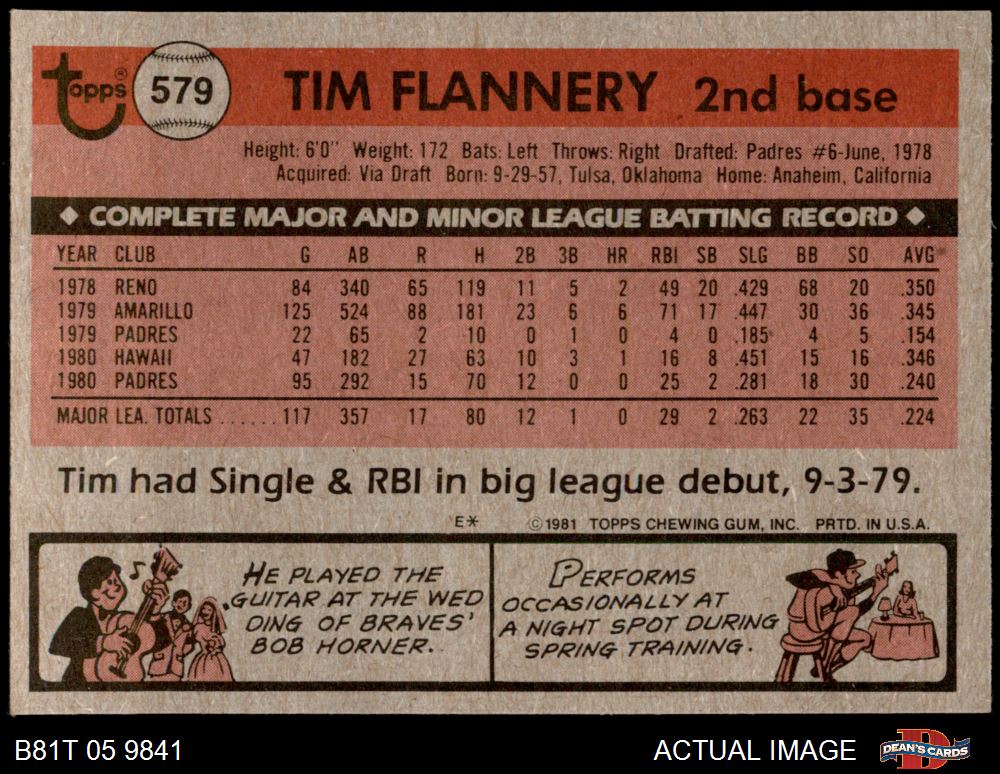 topps®
579
TIM FLANNERY 2nd base
Height: 6'0" Weight: 172 Bats: Left Throws: Right Drafted: Padres #6-June, 1978
Acquired: Via Draft Born: 9-29-57, Tulsa, Oklahoma Home: Anaheim, California
◆ COMPLETE MAJOR AND MINOR LEAGUE BATTING RECORD ◆
YEAR CLUB G AB R H 2B 3B HR RBI SB SLG BB SO AVG
1978 RENO 84 340 65 119 11 5 2 49 20 .429 68 20 .350
1979 AMARILLO 125 524 88 181 23 6 6 71 17 .447 30 36 .345
1979 PADRES 22 65 2 10 0 1 0 4 0 .185 4 5 .154
1980 HAWAII 47 182 27 63 10 3 1 16 8 .451 15 16 .346
1980 PADRES 95 292 15 70 12 0 0 25 2 .281 18 30 .240
MAJOR LEA. TOTALS ...... 117 357 17 80 12 1 0 29 2 .263 22 35 .224
Tim had Single & RBI in big league debut, 9-3-79.
E* © 1981 TOPPS CHEWING GUM, INC. PRTD. IN U.S.A.
HE PLAYED THE
GUITAR AT THE WED
DING OF BRAVES'
BOB HORNER.
PERFORMS
OCCASIONALLY AT
A NIGHT SPOT DURING
SPRING TRAINING.
B81T 05 9841 ACTUAL IMAGE
DEAN'S CARDS